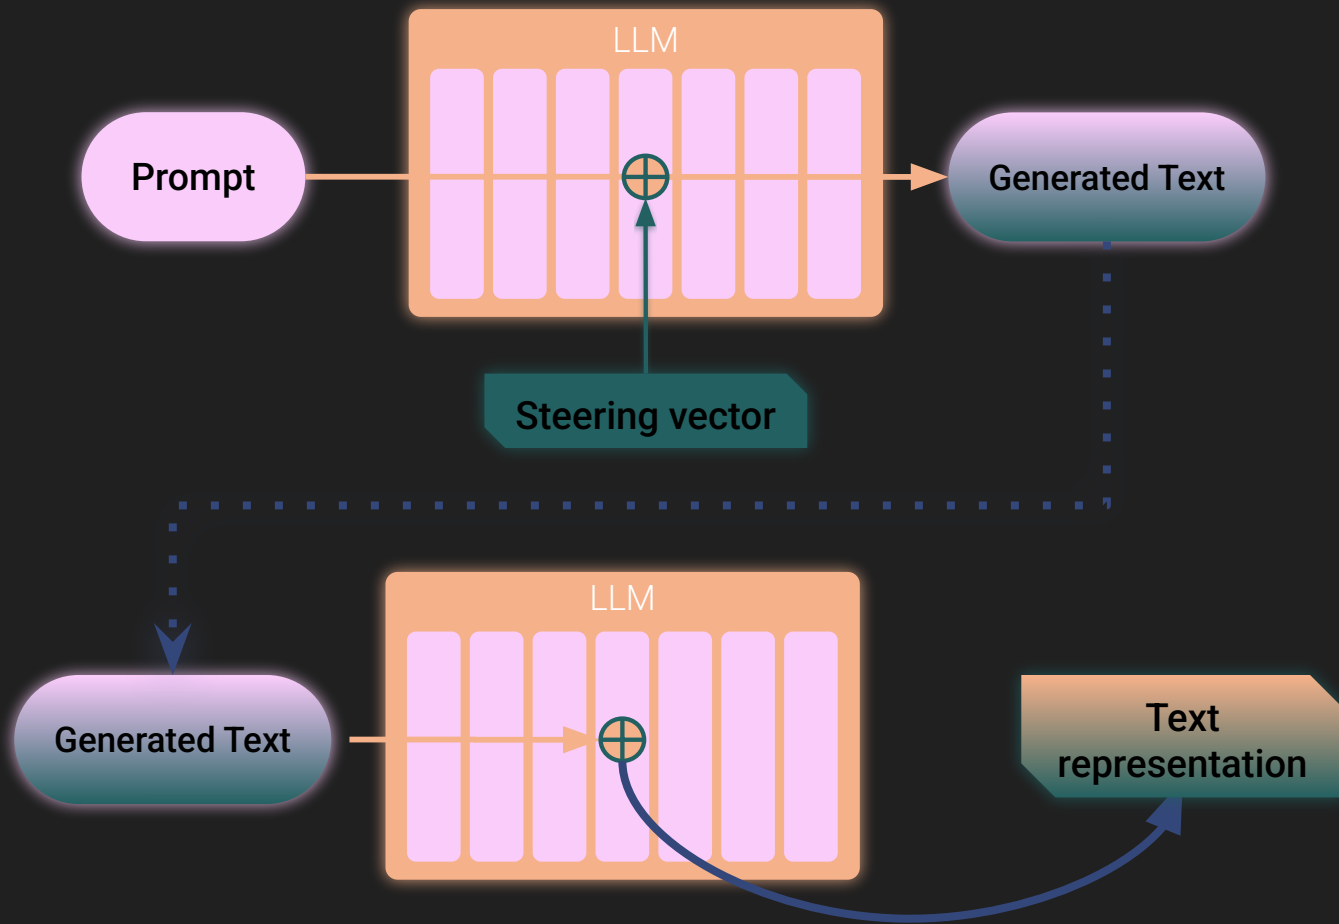 LLM
Prompt
Generated Text
Steering vector
LLM
Generated Text
Text
representation